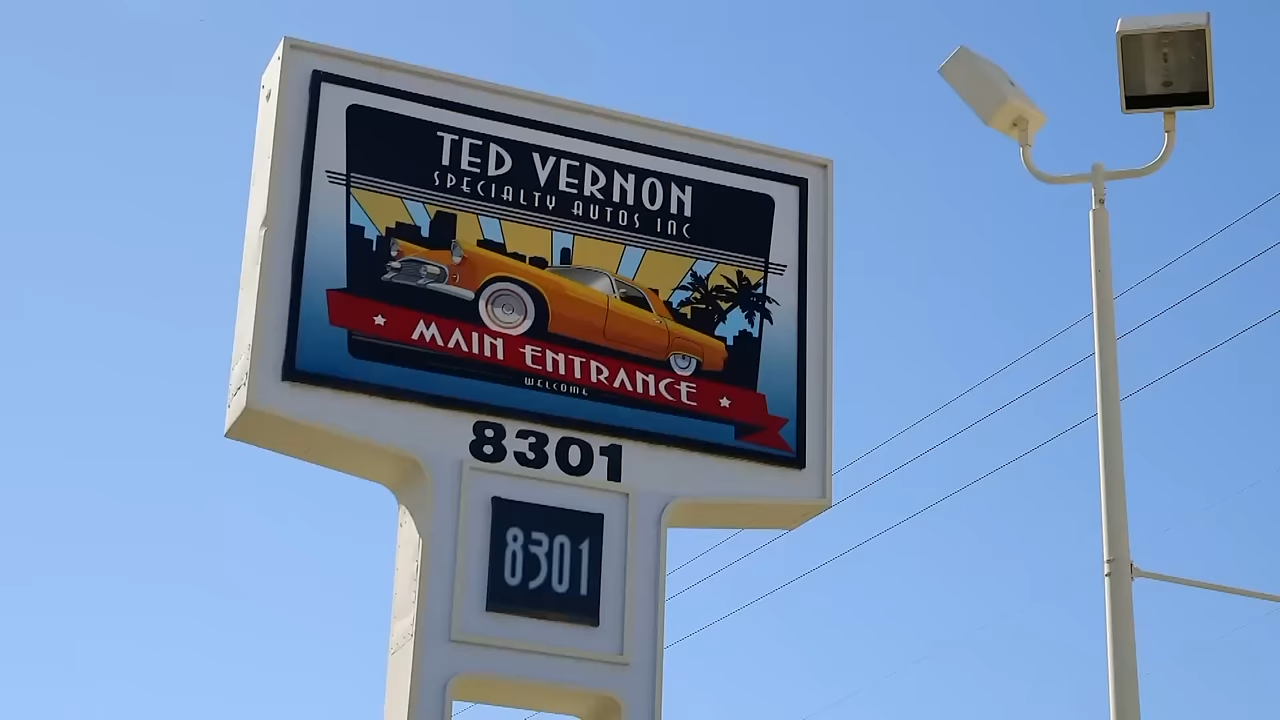 TED VERNON
SPECIALTY AUTOS INC
MAIN ENTRANCE
WELCOME
8301
8301